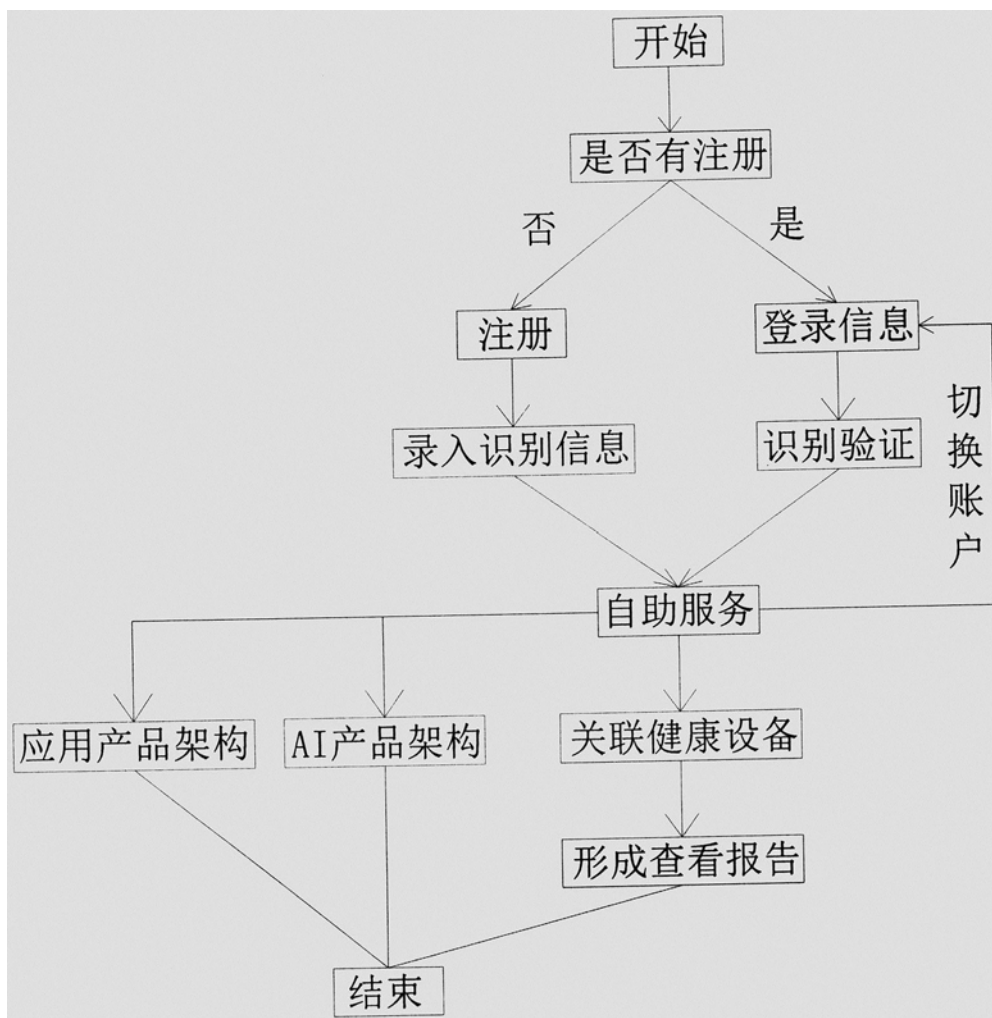 开始
是否有注册
否
是
注册
登录信息
切换账户
录入识别信息
识别验证
自助服务
应用产品架构
AI产品架构
关联健康设备
形成查看报告
结束